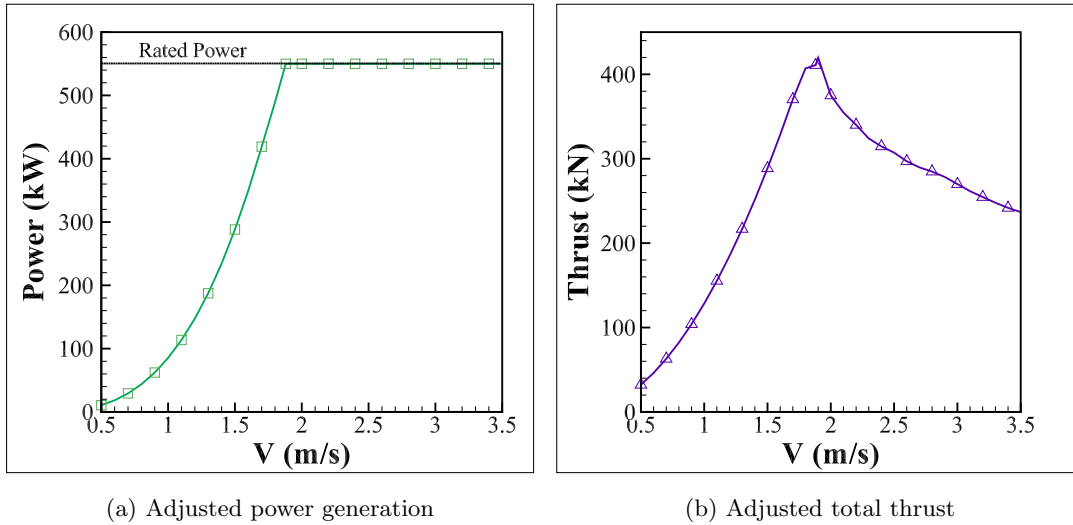 Rated Power
Power (kW)
600
500
400
300
200
100
0
0.5 1 1.5 2 2.5 3 3.5
V (m/s)
(a) Adjusted power generation
Thrust (kN)
400
300
200
100
0
0.5 1 1.5 2 2.5 3 3.5
V (m/s)
(b) Adjusted total thrust